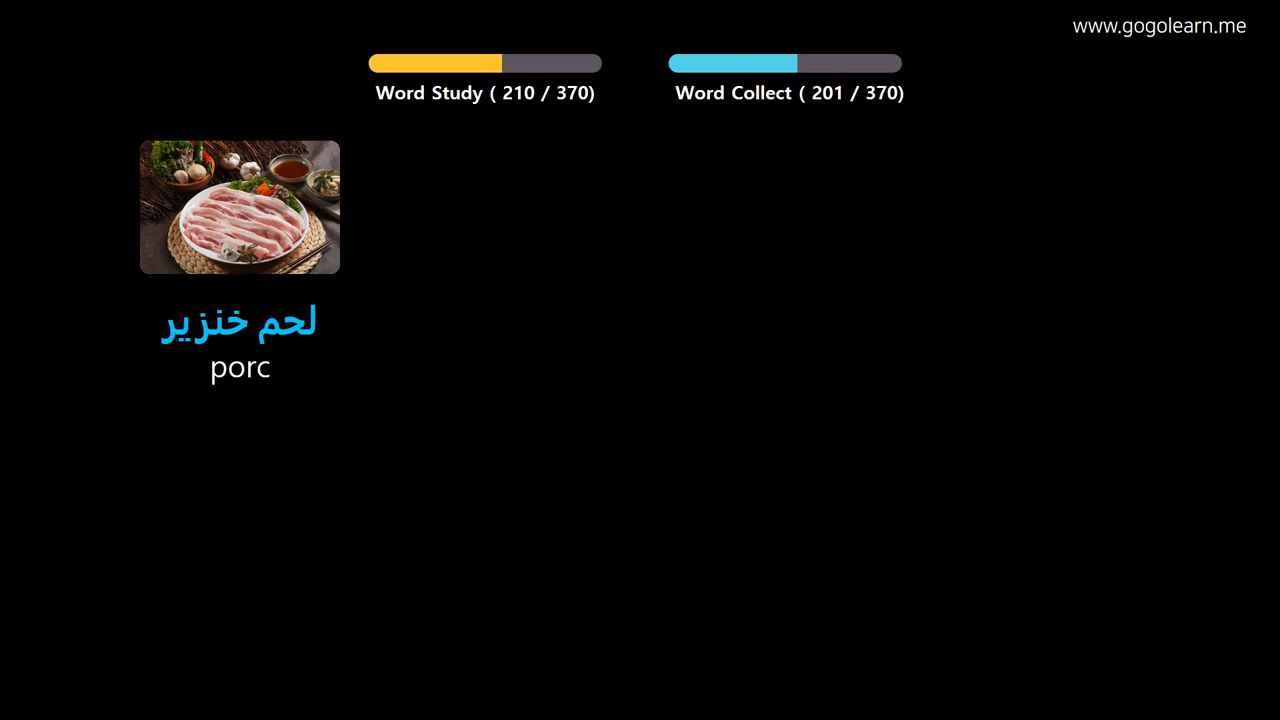 www.gogolearn.me
Word Study ( 210 / 370)
Word Collect ( 201 / 370)
لحم خنزير
porc